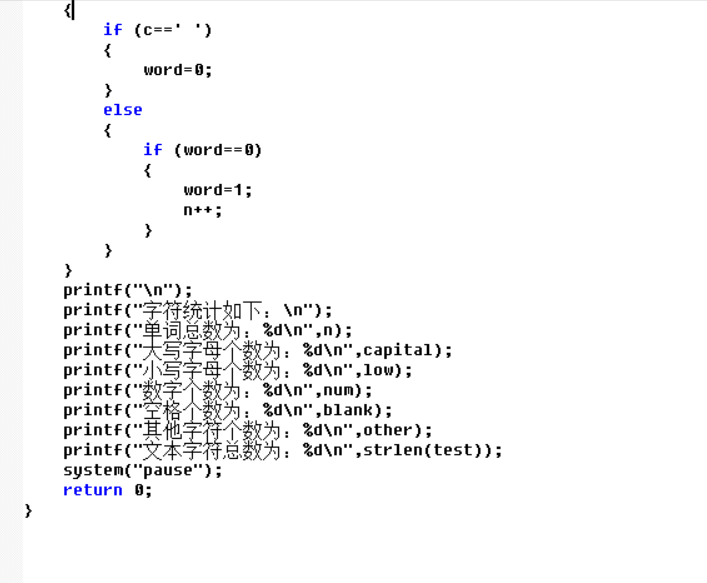 {
if (c==' ')
{
word=0;
}
else
{
if (word==0)
{
word=1;
n++;
}
}
}
printf("\n");
printf("字符统计如下：\n");
printf("单词总数为：%d\n",n);
printf("大写字母个数为：%d\n",capital);
printf("小写字母个数为：%d\n",low);
printf("数字个数为：%d\n",num);
printf("空格个数为：%d\n",blank);
printf("其他字符个数为：%d\n",other);
printf("文本字符总数为：%d\n",strlen(test));
system("pause");
return 0;
}